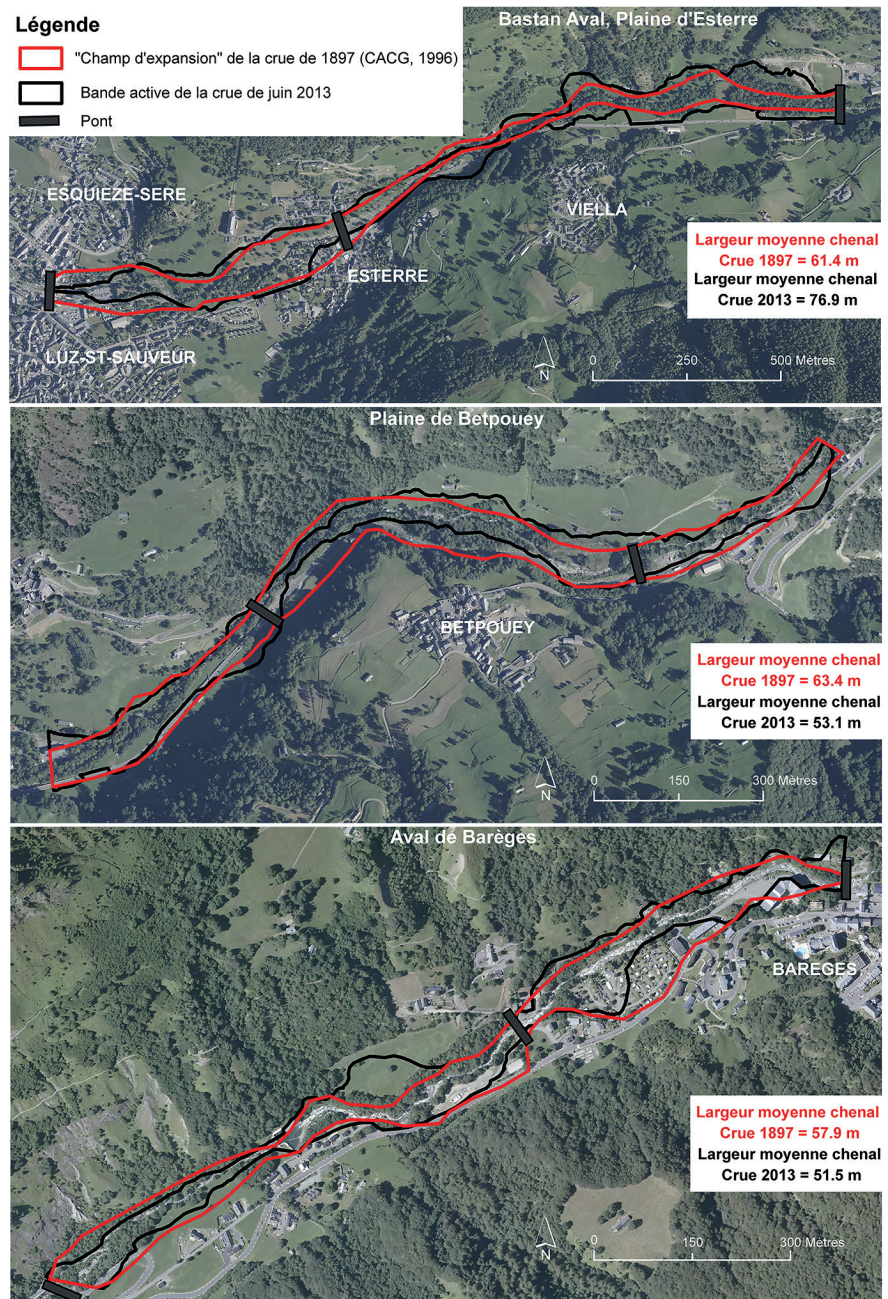 Légende
"Champ d'expansion" de la crue de 1897 (CACG, 1996)
Bande active de la crue de juin 2013
Pont
Bastan Aval, Plaine d'Esterre
ESQUIEZE-SERE
VIELLA
ESTERRE
LUZ-ST-SAUVEUR
Largeur moyenne chenal
Crue 1897 = 61.4 m
Largeur moyenne chenal
Crue 2013 = 76.9 m
N
0 250 500 Mètres
Plaine de Betpouey
BETPOUEY
Largeur moyenne chenal
Crue 1897 = 63.4 m
Largeur moyenne chenal
Crue 2013 = 53.1 m
N
0 150 300 Mètres
Aval de Barèges
BAREGES
Largeur moyenne chenal
Crue 1897 = 57.9 m
Largeur moyenne chenal
Crue 2013 = 51.5 m
N
0 150 300 Mètres